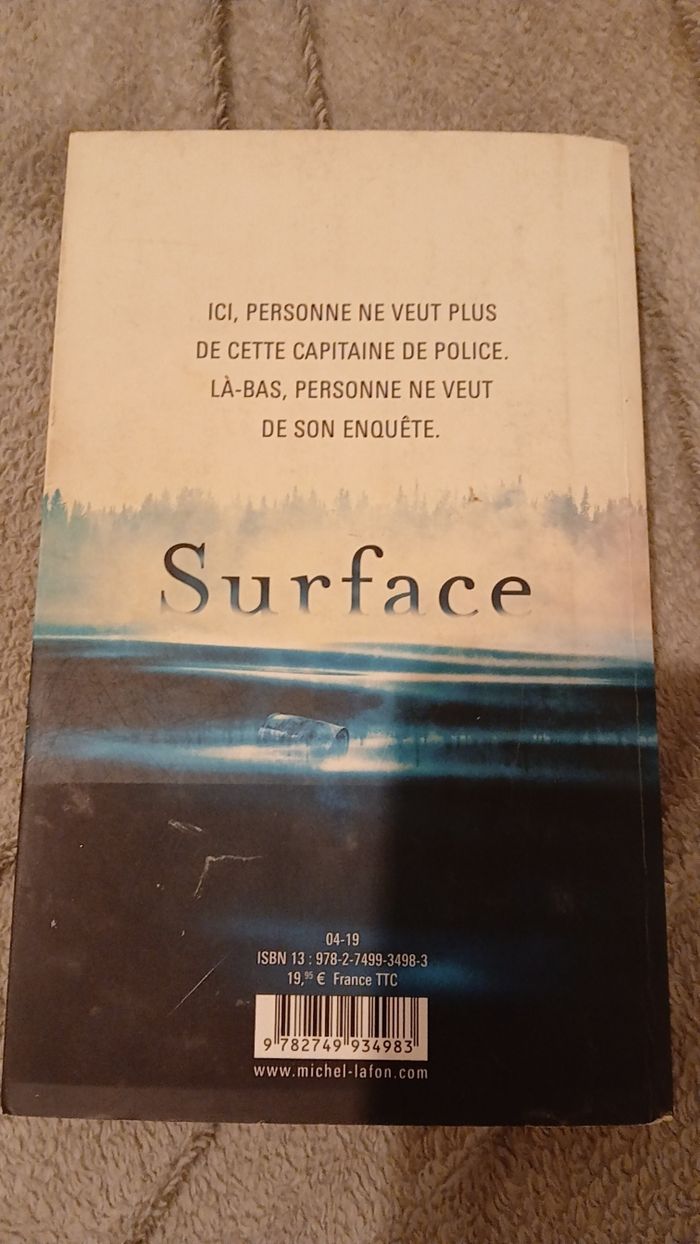 ICI, PERSONNE NE VEUT PLUS
DE CETTE CAPITAINE DE POLICE.
LÀ-BAS, PERSONNE NE VEUT
DE SON ENQUÊTE.
Surface
04-19
ISBN 13 : 978-2-7499-3498-3
19,95 € France TTC
9 782749 934983
www.michel-lafon.com